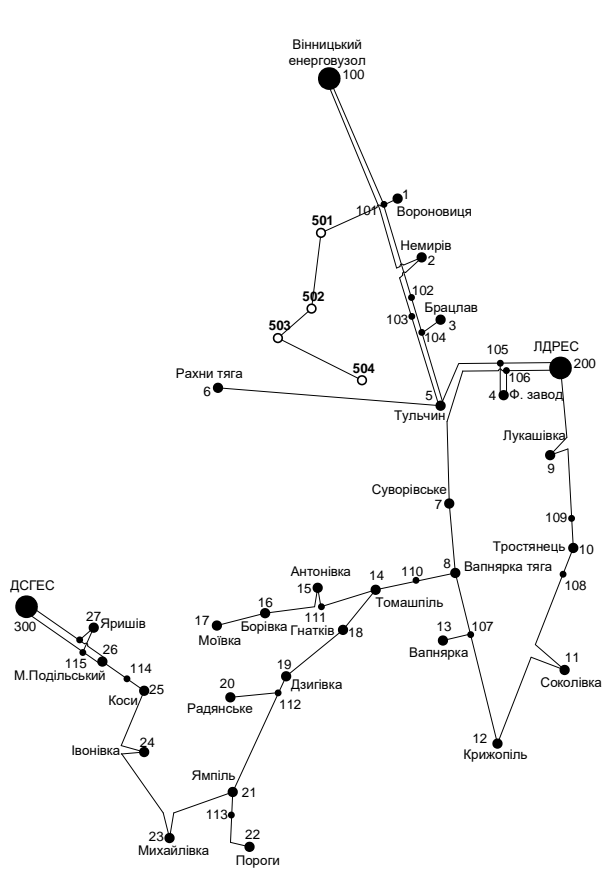 Вінницький
енерговузол
100
1
101
Вороновиця
501
Немирів
2
102
502
Брацлав
103
3
104
503
504
105
ЛДРЕС
200
106
Рахни тяга
6
5
4
Ф. завод
Тульчин
Лукашівка
9
Суворівське
7
109
Тростянець
10
8
Вапнярка тяга
110
14
Антонівка
15
108
ДСГЕС
300
27
Яришів
16
111
Томашпіль
17
Борівка
Моївка
Гнатків
18
13
107
Вапнярка
115
26
М.Подільський
114
25
Коси
19
Дзигівка
20
Радянське
112
11
Соколівка
24
Івонівка
12
Крижопіль
Ямпіль
21
113
23
Михайлівка
22
Пороги